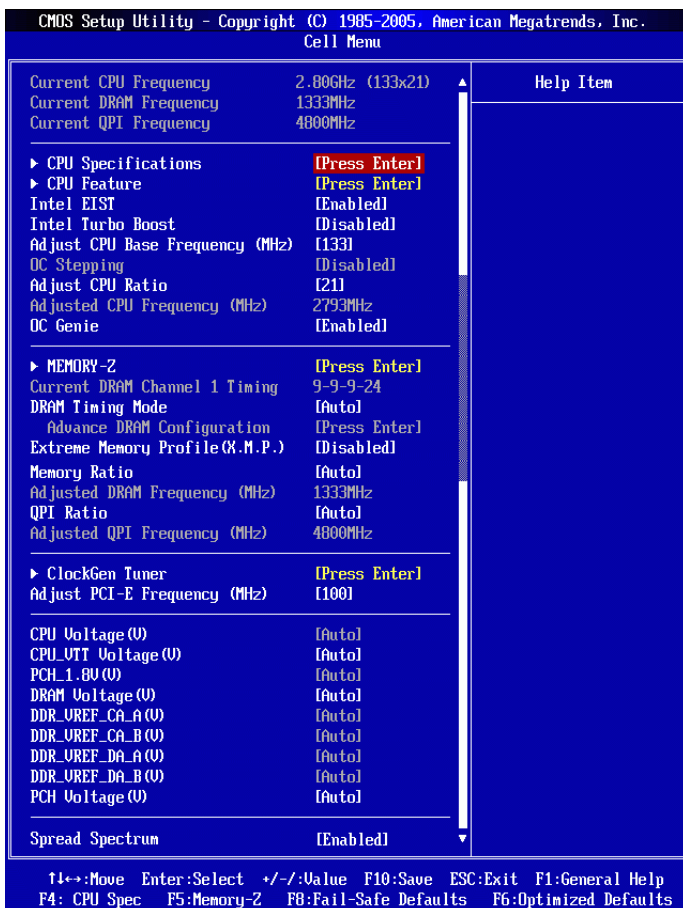 CMOS Setup Utility - Copyright (C) 1985-2005, American Megatrends, Inc.
Cell Menu
Help Item
Current CPU Frequency 2.80GHz (133x21)
Current DRAM Frequency 1333MHz
Current QPI Frequency 4800MHz
▶ CPU Specifications [Press Enter]
▶ CPU Feature [Press Enter]
Intel EIST [Enabled]
Intel Turbo Boost [Disabled]
Adjust CPU Base Frequency (MHz) [133]
OC Stepping [Disabled]
Adjust CPU Ratio [21]
Adjusted CPU Frequency (MHz) 2793MHz
OC Genie [Enabled]
▶ MEMORY-Z [Press Enter]
Current DRAM Channel 1 Timing 9-9-9-24
DRAM Timing Mode [Auto]
Advance DRAM Configuration [Press Enter]
Extreme Memory Profile(X.M.P.) [Disabled]
Memory Ratio [Auto]
Adjusted DRAM Frequency (MHz) 1333MHz
QPI Ratio [Auto]
Adjusted QPI Frequency (MHz) 4800MHz
▶ ClockGen Tuner [Press Enter]
Adjust PCI-E Frequency (MHz) [100]
CPU Voltage(V) [Auto]
CPU_VTT Voltage(V) [Auto]
PCH_1.8V(V) [Auto]
DRAM Voltage(V) [Auto]
DDR_VREF_CA_A(V) [Auto]
DDR_VREF_CA_B(V) [Auto]
DDR_VREF_DA_A(V) [Auto]
DDR_VREF_DA_B(V) [Auto]
PCH Voltage(V) [Auto]
Spread Spectrum [Enabled]
↑↓←→:Move Enter:Select +/-/:Value F10:Save ESC:Exit F1:General Help
F4: CPU Spec F5:Memory-Z F8:Fail-Safe Defaults F6:Optimized Defaults